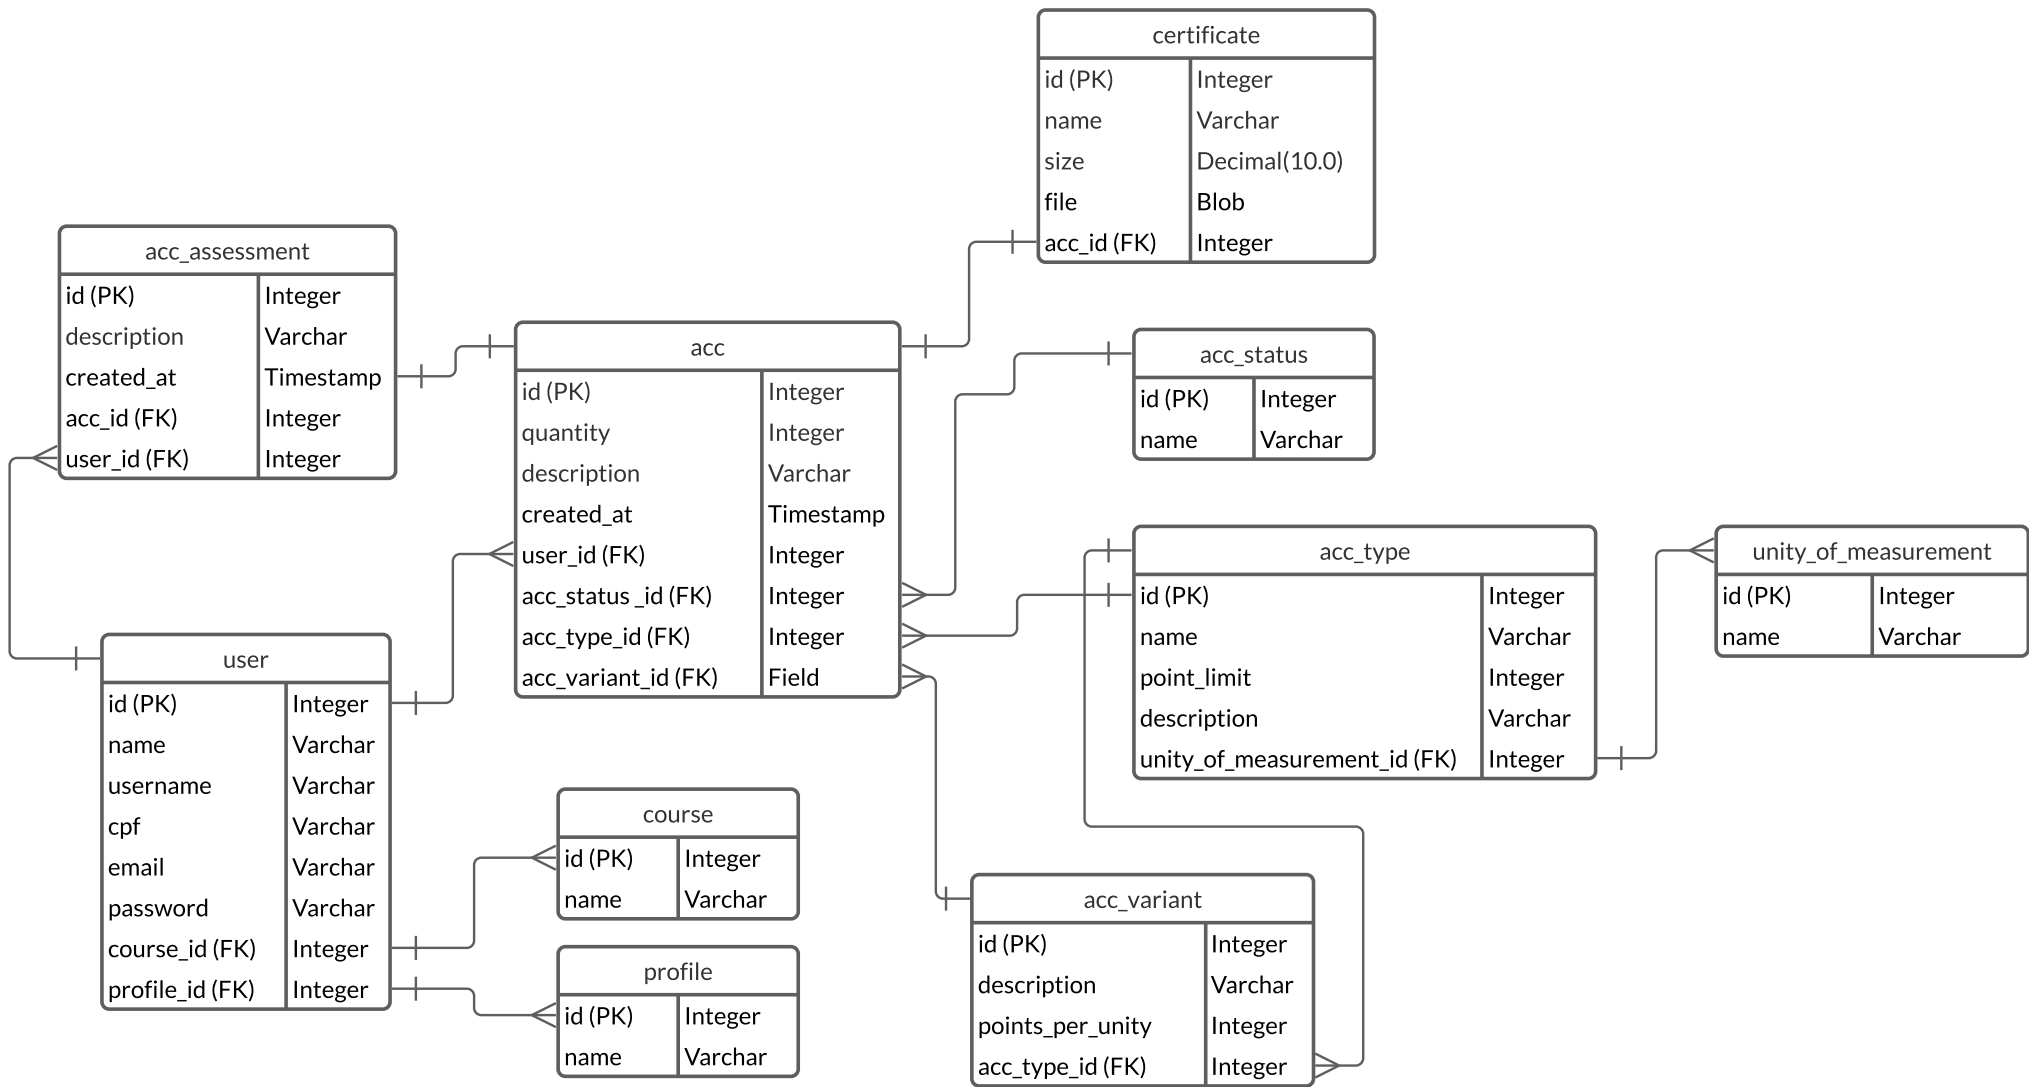 certificate
id (PK) Integer
name Varchar
size Decimal(10.0)
file Blob
acc_id (FK) Integer
acc_assessment
id (PK) Integer
description Varchar
created_at Timestamp
acc_id (FK) Integer
user_id (FK) Integer
acc
id (PK) Integer
quantity Integer
description Varchar
created_at Timestamp
user_id (FK) Integer
acc_status _id (FK) Integer
acc_type_id (FK) Integer
acc_variant_id (FK) Field
acc_status
id (PK) Integer
name Varchar
acc_type
id (PK) Integer
name Varchar
point_limit Integer
description Varchar
unity_of_measurement_id (FK) Integer
unity_of_measurement
id (PK) Integer
name Varchar
user
id (PK) Integer
name Varchar
username Varchar
cpf Varchar
email Varchar
password Varchar
course_id (FK) Integer
profile_id (FK) Integer
course
id (PK) Integer
name Varchar
profile
id (PK) Integer
name Varchar
acc_variant
id (PK) Integer
description Varchar
points_per_unity Integer
acc_type_id (FK) Integer